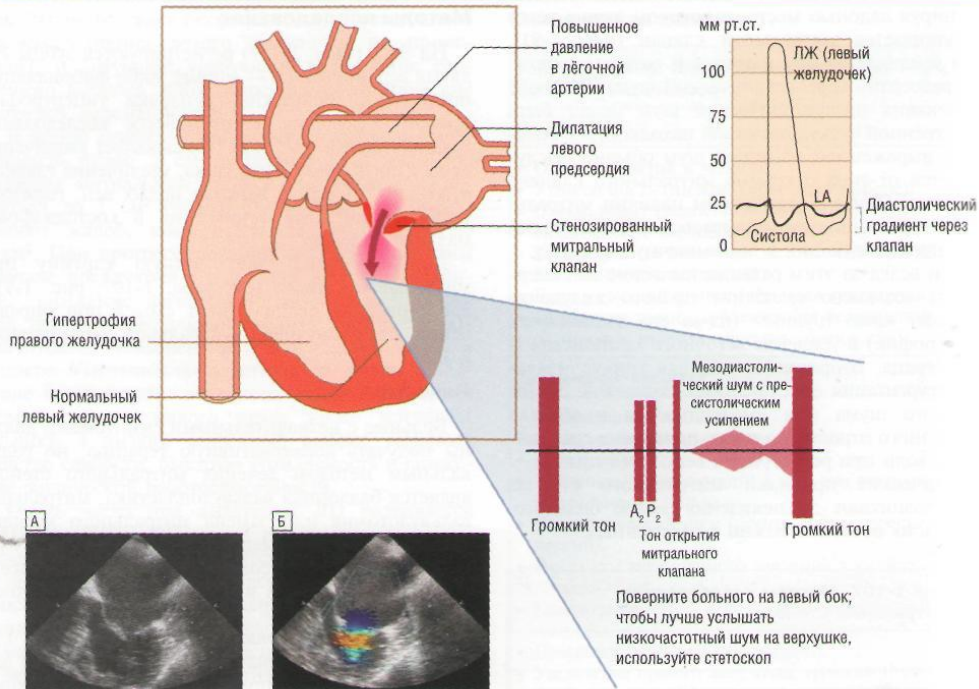 Повышенное
давление
в лёгочной
артерии
Дилатация
левого
предсердия
Стенозированный
митральный
клапан
Гипертрофия
правого желудочка
Нормальный
левый желудочек
мм рт.ст.
100
75
50
25
0
ЛЖ (левый
желудочек)
LA
Систола
Диастолический
градиент через
клапан
Мезодиастоли-
ческий шум с пре-
систолическим
усилением
Громкий тон
A2 P2
Тон открытия
митрального
клапана
Громкий тон
Поверните больного на левый бок;
чтобы лучше услышать
низкочастотный шум на верхушке,
используйте стетоскоп
А
Б